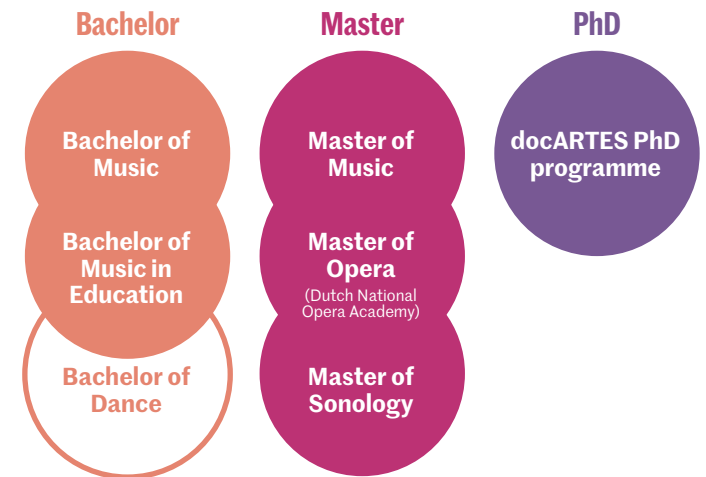 Bachelor
Bachelor of
Music
Bachelor of
Music in
Education
Bachelor of
Dance
Master
Master of
Music
Master of
Opera
(Dutch National
Opera Academy)
Master of
Sonology
PhD
docARTES PhD
programme